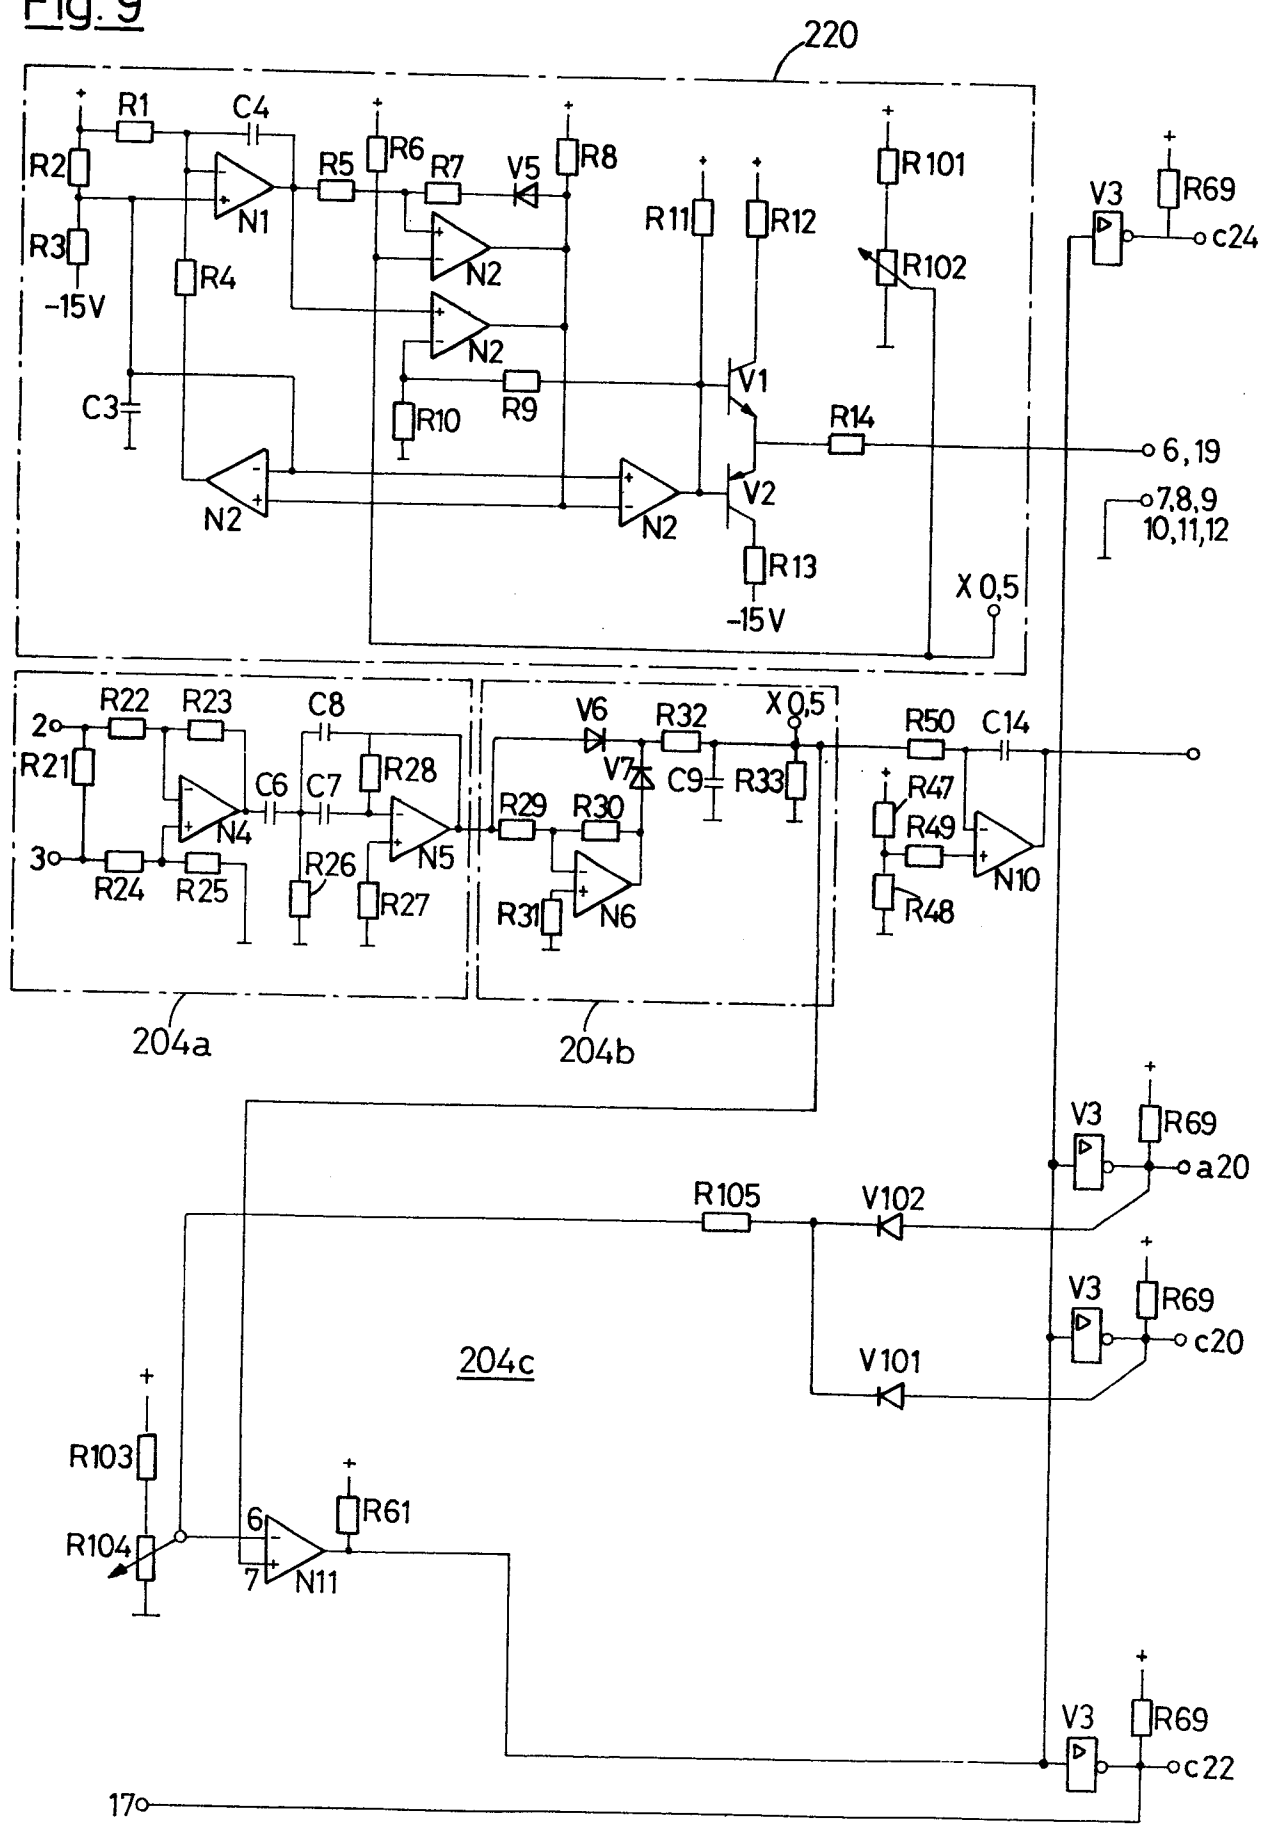 Fig. 9
220
+
R1
C4
+
+
+
R2
R5
R6
R7
V5
R8
R101
+
-
+
N1
+
+
R11
R12
V3
R69
c24
R3
-15V
R4
+
-
N2
R102
+
-
N2
C3
R10
R9
V1
R14
6,19
-
+
N2
+
-
N2
V2
7,8,9
10,11,12
R13
-15V
X 0,5
2
R22
R23
C8
V6
R32
X 0,5
R50
C14
R21
R28
V7
C9
R33
+
R47
-
+
N4
C6
C7
-
+
N5
R29
R30
R49
-
+
N10
3
R24
R25
R26
R27
R31
-
+
N6
R48
204a
204b
+
V3
R69
a20
R105
V102
+
V3
R69
c20
204c
V101
+
R103
+
R61
R104
6
-
+
7
N11
+
V3
R69
c22
17